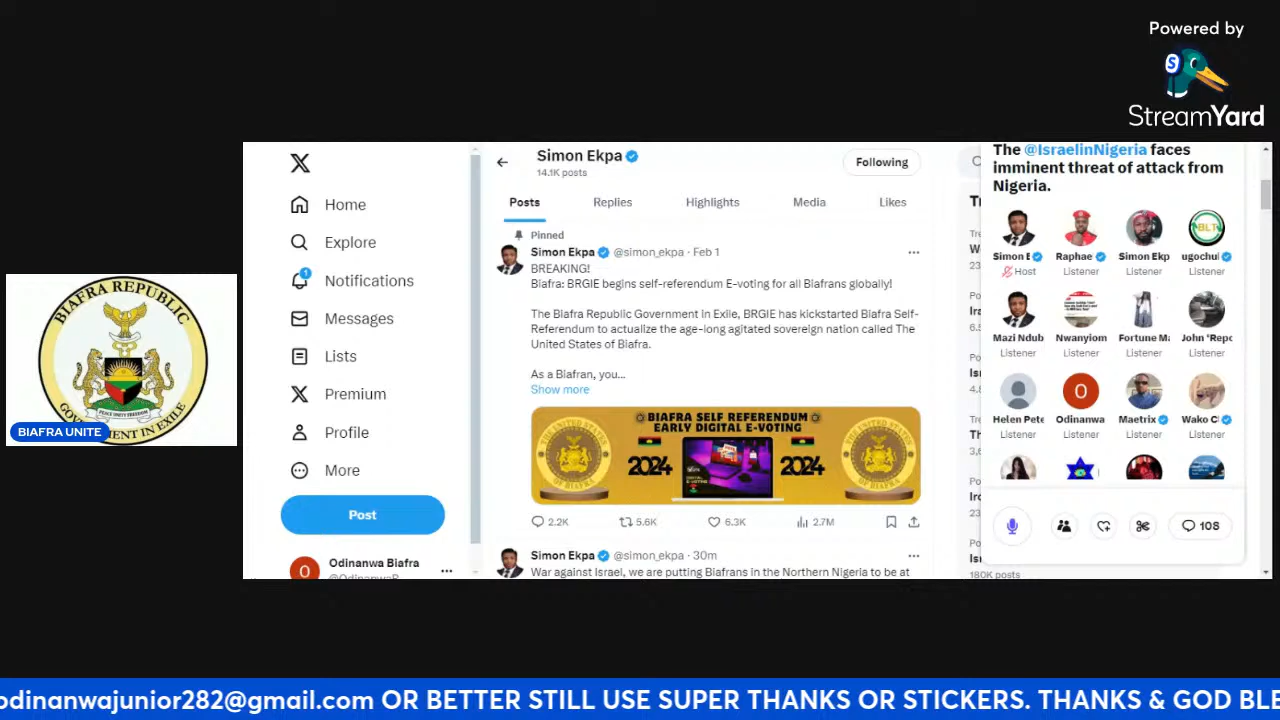 Powered by
StreamYard
BIAFRA REPUBLIC
BIAFRA UNITE
Home
Explore
1
Notifications
Messages
Lists
Premium
Profile
More
Post
Odinanwa Biafra
Simon Ekpa
14.1K posts
Following
Posts
Replies
Highlights
Media
Likes
Pinned
Simon Ekpa @simon_ekpa · Feb 1
BREAKING!
Biafra: BRGIE begins self-referendum E-voting for all Biafrans globally!
The Biafra Republic Government In Exile, BRGIE has kickstarted Biafra Self-
Referendum to actualize the age-long agitated sovereign nation called The
United States of Biafra.
As a Biafran, you...
Show more
BIAFRA SELF REFERENDUM
EARLY DIGITAL E-VOTING
2024
2024
2.2K
5.6K
6.3K
2.7M
Simon Ekpa @simon_ekpa · 30m
War against Israel, we are putting Biafrans in the Northern Nigeria to be at
The @IsraelinNigeria faces
imminent threat of attack from
Nigeria.
Simon E Raphae Simon Ekp ugochul
Host Listener Listener Listener
Mazi Ndub Nwanyiom Fortune Ma John 'Repo
Listener Listener Listener Listener
Helen Pete Odinanwa Maetrix Wako C
Listener Listener Listener Listener
108
180K posts
odinanwajunior282@gmail.com OR BETTER STILL USE SUPER THANKS OR STICKERS. THANKS & GOD BLE